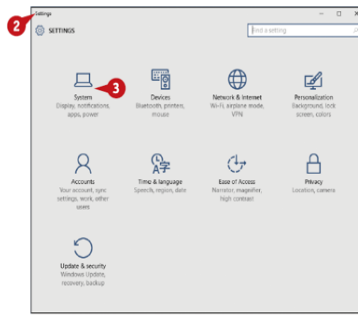 Settings
2
SETTINGS
Find a setting
System
Display, notifications,
apps, power
3
Devices
Bluetooth, printers,
mouse
Network & Internet
Wi-Fi, airplane mode,
VPN
Personalization
Background, lock
screen, colors
Accounts
Your account, sync
settings, work, other
users
Time & language
Speech, region, date
Ease of Access
Narrator, magnifier,
high contrast
Privacy
Location, camera
Update & security
Windows Update,
recovery, backup